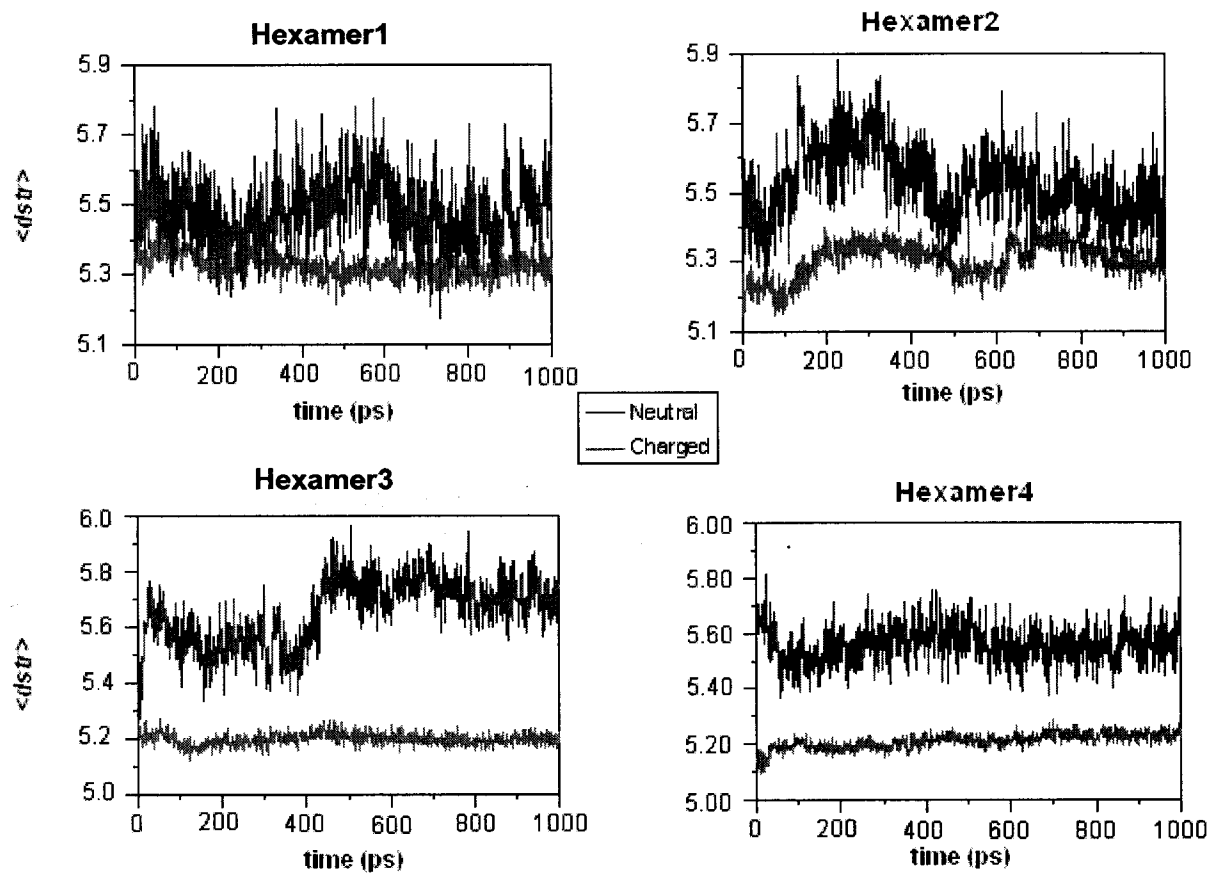 Hexamer1
5.9
5.7
5.5
5.3
5.1
<dstr>
0 200 400 600 800 1000
time (ps)
Hexamer2
5.9
5.7
5.5
5.3
5.1
0 200 400 600 800 1000
time (ps)
Neutral
Charged
Hexamer3
6.0
5.8
5.6
5.4
5.2
5.0
<dstr>
0 200 400 600 800 1000
time (ps)
Hexamer4
6.00
5.80
5.60
5.40
5.20
5.00
0 200 400 600 800 1000
time (ps)